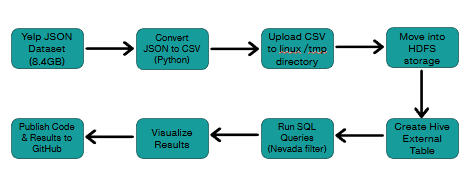 Yelp JSON
Dataset
(8.4GB)
Convert
JSON to CSV
(Python)
Upload CSV
to linux /tmp
directory
Move into
HDFS
storage
Create Hive
External
Table
Run SQL
Queries
(Nevada filter)
Visualize
Results
Publish Code
& Results to
GitHub